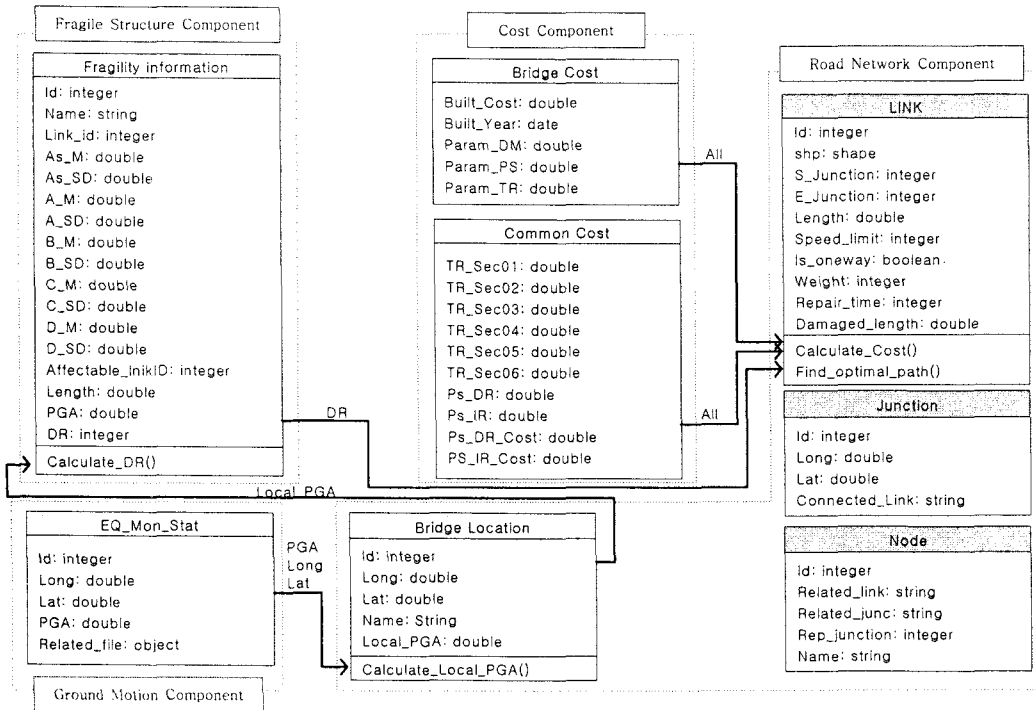 Fragile Structure Component
Fragility information
Id: integer
Name: string
Link_id: integer
As_M: double
As_SD: double
A_M: double
A_SD: double
B_M: double
B_SD: double
C_M: double
C_SD: double
D_M: double
D_SD: double
Affectable_lnikID: integer
Length: double
PGA: double
DR: integer
Calculate_DR()
Cost Component
Bridge Cost
Built_Cost: double
Built_Year: date
Param_DM: double
Param_PS: double
Param_TR: double
All
Common Cost
TR_Sec01: double
TR_Sec02: double
TR_Sec03: double
TR_Sec04: double
TR_Sec05: double
TR_Sec06: double
Ps_DR: double
Ps_IR: double
Ps_DR_Cost: double
PS_IR_Cost: double
All
DR
Local_PGA
Road Network Component
LINK
Id: integer
shp: shape
S_Junction: integer
E_Junction: integer
Length: double
Speed_limit: integer
Is_oneway: boolean.
Weight: integer
Repair_time: integer
Damaged_length: double
Calculate_Cost()
Find_optimal_path()
Junction
Id: integer
Long: double
Lat: double
Connected_Link: string
Node
Id: integer
Related_link: string
Related_junc: string
Rep_junction: integer
Name: string
EQ_Mon_Stat
Id: integer
Long: double
Lat: double
PGA: double
Related_file: object
PGA
Long
Lat
Bridge Location
Id: integer
Long: double
Lat: double
Name: String
Local_PGA: double
Calculate_Local_PGA()
Ground Motion Component